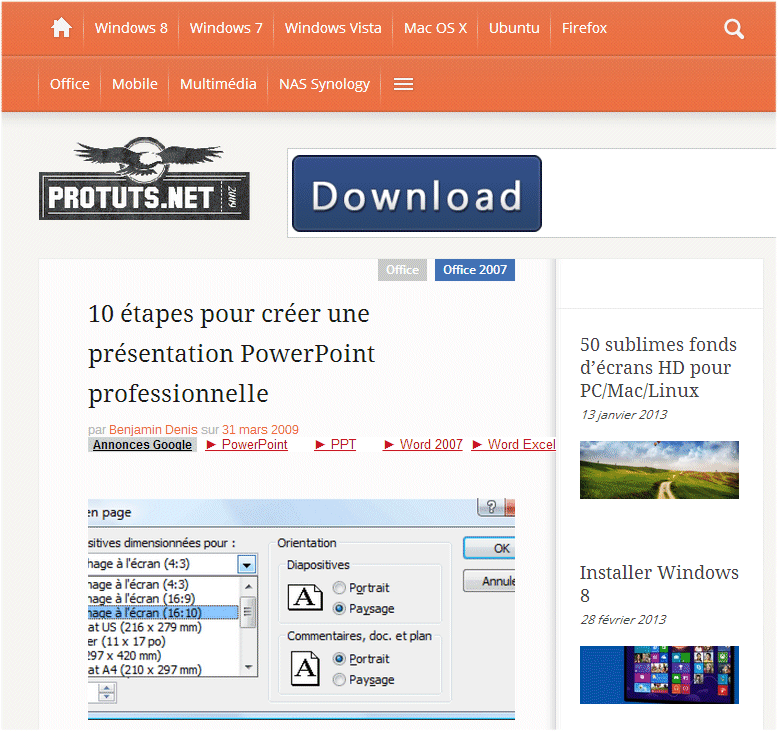 Windows 8 Windows 7 Windows Vista Mac OS X Ubuntu Firefox
Office Mobile Multimédia NAS Synology
PROTUTS.NET 2009
Download
Office Office 2007
10 étapes pour créer une
présentation PowerPoint
professionnelle
par Benjamin Denis sur 31 mars 2009
Annonces Google ► PowerPoint ► PPT ► Word 2007 ► Word Excel
en page
?
sitives dimensionnées pour :
nage à l'écran (4:3)
nage à l'écran (4:3)
nage à l'écran (16:9)
mage à l'écran (16:10)
at US (216 x 279 mm)
er (11 x 17 po)
297 x 420 mm)
at A4 (210 x 297 mm)
Orientation
Diapositives
A
Portrait
Paysage
Commentaires, doc. et plan
A
Portrait
Paysage
OK
Annule
50 sublimes fonds
d'écrans HD pour
PC/Mac/Linux
13 janvier 2013
Installer Windows
8
28 février 2013